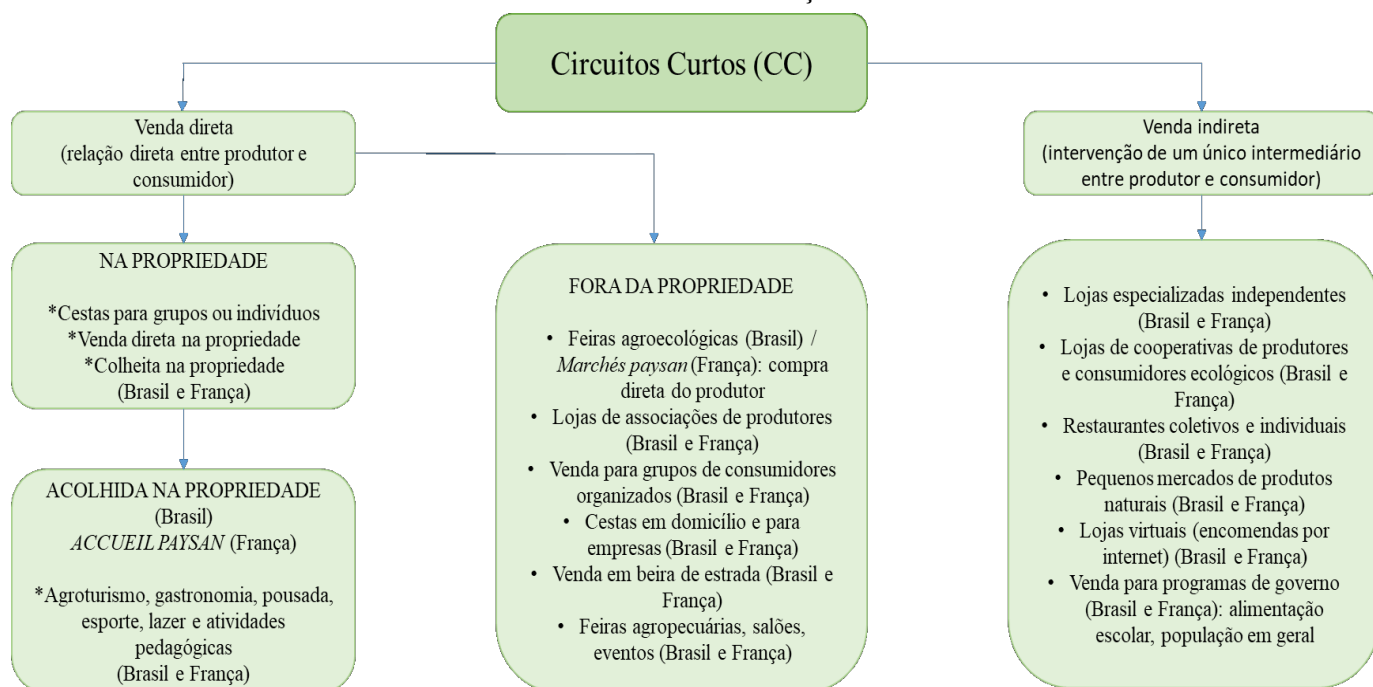 Circuitos Curtos (CC)
Venda direta
(relação direta entre produtor e
consumidor)
Venda indireta
(intervenção de um único intermediário
entre produtor e consumidor)
NA PROPRIEDADE
*Cestas para grupos ou indivíduos
*Venda direta na propriedade
*Colheita na propriedade
(Brasil e França)
ACOLHIDA NA PROPRIEDADE
(Brasil)
ACCUEIL PAYSAN (França)
*Agroturismo, gastronomia, pousada,
esporte, lazer e atividades
pedagógicas
(Brasil e França)
FORA DA PROPRIEDADE
• Feiras agroecológicas (Brasil) /
Marchés paysan (França): compra
direta do produtor
• Lojas de associações de produtores
(Brasil e França)
• Venda para grupos de consumidores
organizados (Brasil e França)
• Cestas em domicílio e para
empresas (Brasil e França)
• Venda em beira de estrada (Brasil e
França)
• Feiras agropecuárias, salões,
eventos (Brasil e França)
• Lojas especializadas independentes
(Brasil e França)
• Lojas de cooperativas de produtores
e consumidores ecológicos (Brasil e
França)
• Restaurantes coletivos e individuais
(Brasil e França)
• Pequenos mercados de produtos
naturais (Brasil e França)
• Lojas virtuais (encomendas por
internet) (Brasil e França)
• Venda para programas de governo
(Brasil e França): alimentação
escolar, população em geral